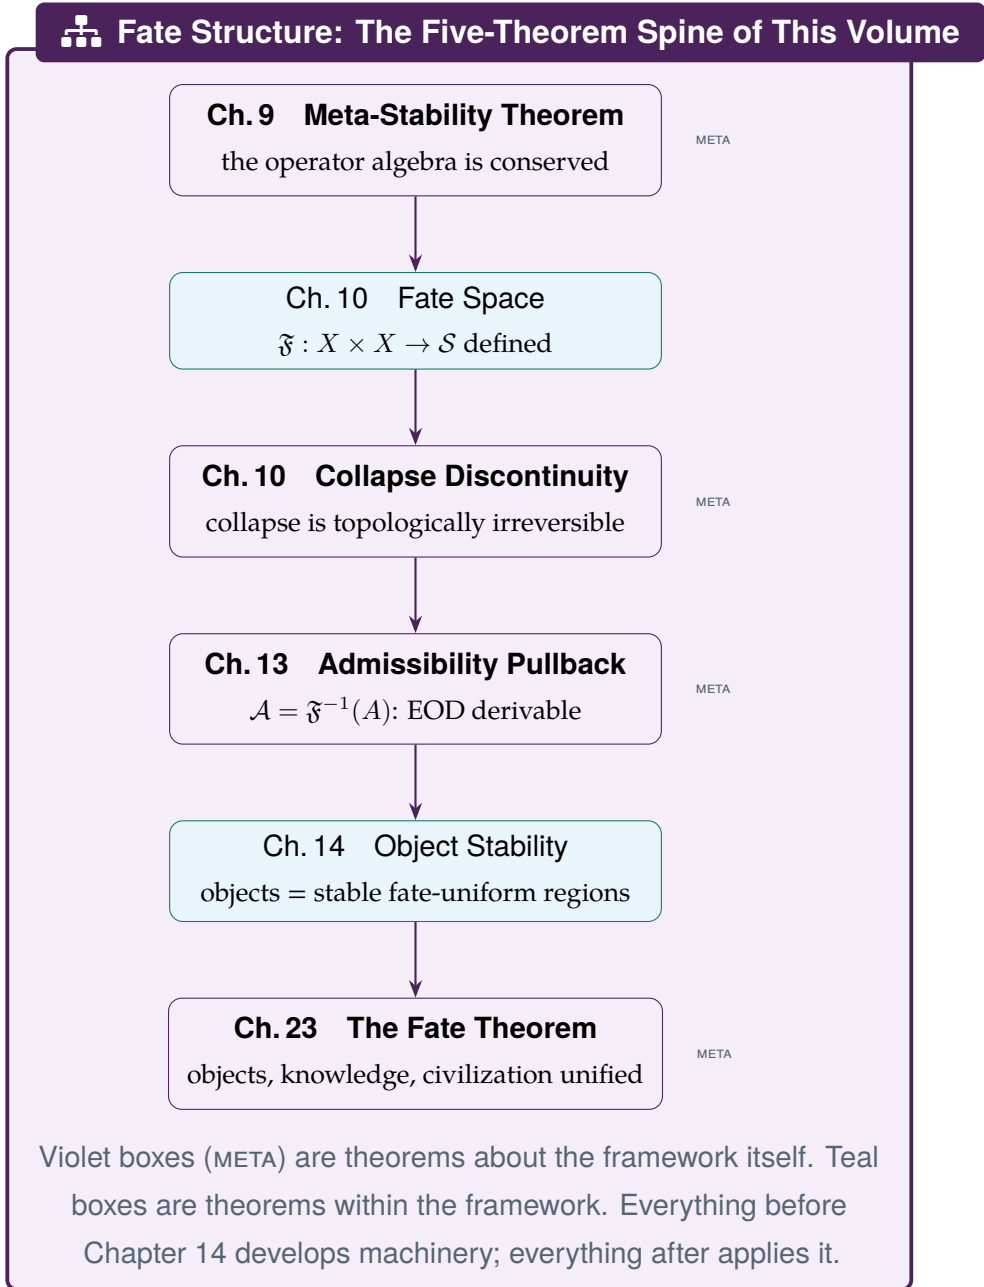 Fate Structure: The Five-Theorem Spine of This Volume
Ch. 9 Meta-Stability Theorem
META
the operator algebra is conserved
Ch. 10 Fate Space
𝔉 : X × X → 𝒮 defined
Ch. 10 Collapse Discontinuity
META
collapse is topologically irreversible
Ch. 13 Admissibility Pullback
META
𝒜 = 𝔉⁻¹(A): EOD derivable
Ch. 14 Object Stability
objects = stable fate-uniform regions
Ch. 23 The Fate Theorem
META
objects, knowledge, civilization unified
Violet boxes (META) are theorems about the framework itself. Teal
boxes are theorems within the framework. Everything before
Chapter 14 develops machinery; everything after applies it.